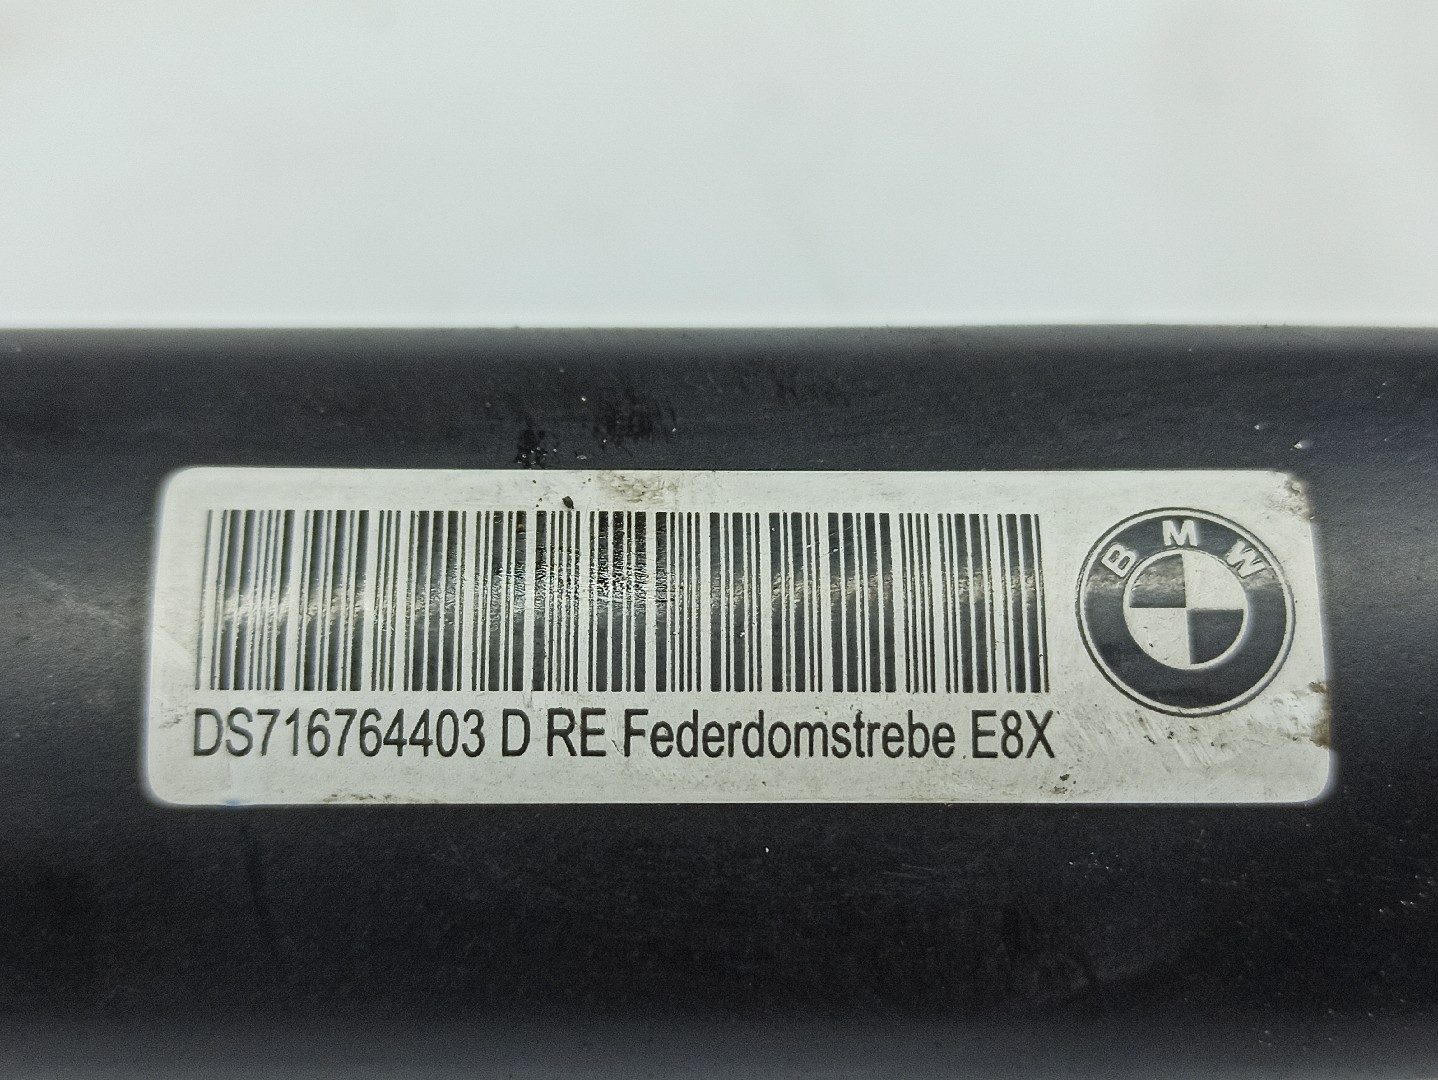 BMW
DS716764403 D RE Federdomstrebe E8X